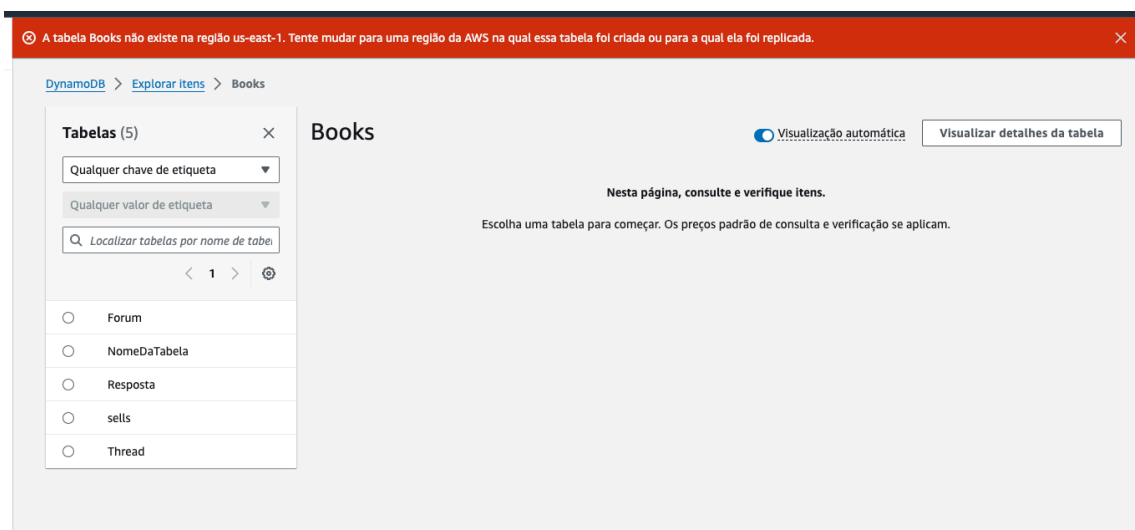 A tabela Books não existe na região us-east-1. Tente mudar para uma região da AWS na qual essa tabela foi criada ou para a qual ela foi replicada.
DynamoDB > Explorar itens > Books
Tabelas (5)
Qualquer chave de etiqueta
Qualquer valor de etiqueta
Localizar tabelas por nome de tabel
< 1 >
Forum
NomeDaTabela
Resposta
sells
Thread
Books
Visualização automática
Visualizar detalhes da tabela
Nesta página, consulte e verifique itens.
Escolha uma tabela para começar. Os preços padrão de consulta e verificação se aplicam.